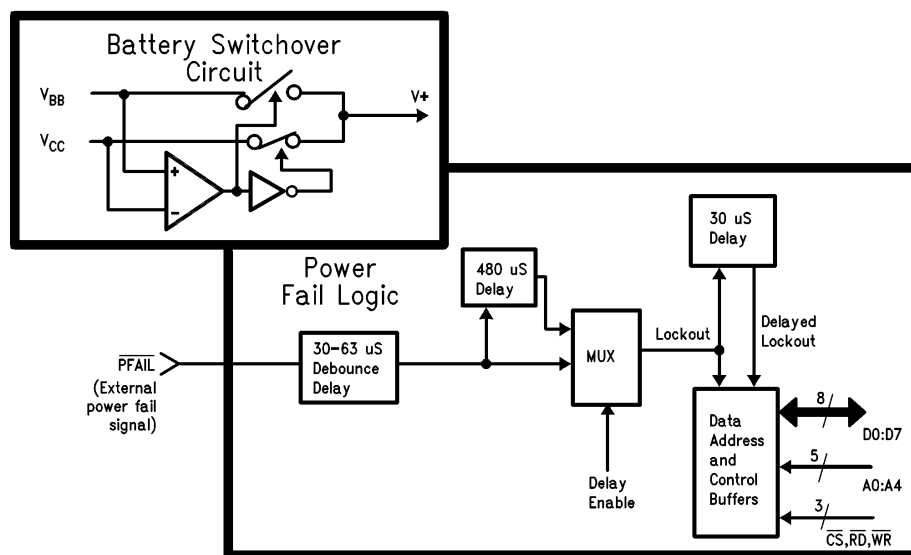 Battery Switchover
Circuit
VBB
VCC
V+
+
−
Power
Fail Logic
480 uS
Delay
30 uS
Delay
PFAIL
(External
power fail
signal)
30-63 uS
Debounce
Delay
MUX
Lockout
Delayed
Lockout
Delay
Enable
Data
Address
and
Control
Buffers
8
D0:D7
5
A0:A4
3
CS,RD,WR